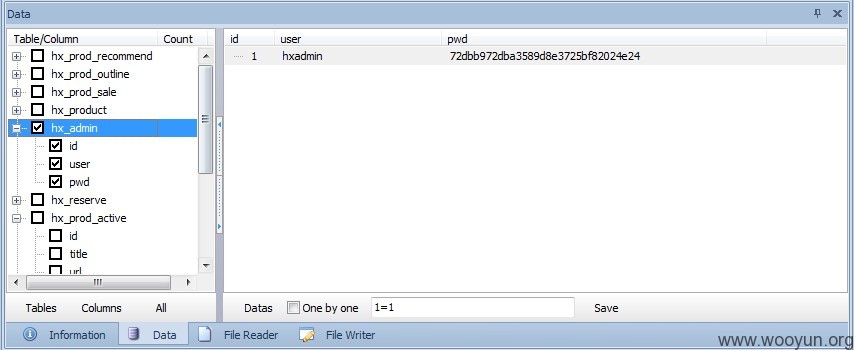 Data
Table/Column Count
hx_prod_recommend
hx_prod_outline
hx_prod_sale
hx_product
hx_admin
id
user
pwd
hx_reserve
hx_prod_active
id
title
url
id user pwd
1 hxadmin 72dbb972dba3589d8e3725bf82024e24
Tables Columns All
Datas One by one 1=1 Save
Information Data File Reader File Writer
www.wooyun.org